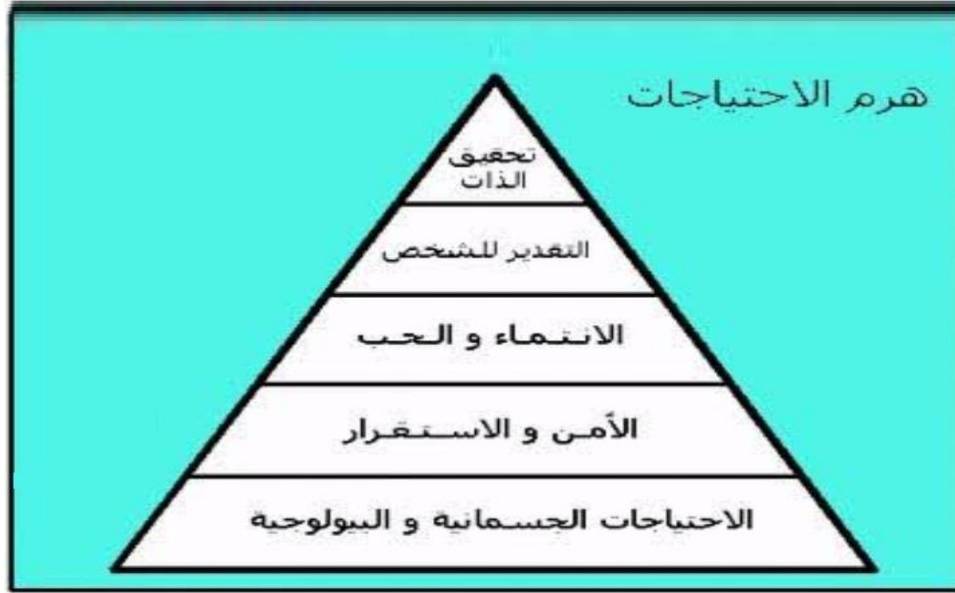 هرم الاحتياجات
تحقيق
الذات
التقدير للشخص
الانتماء و الحب
الأمن و الاستقرار
الاحتياجات الجسمانية و البيولوجية